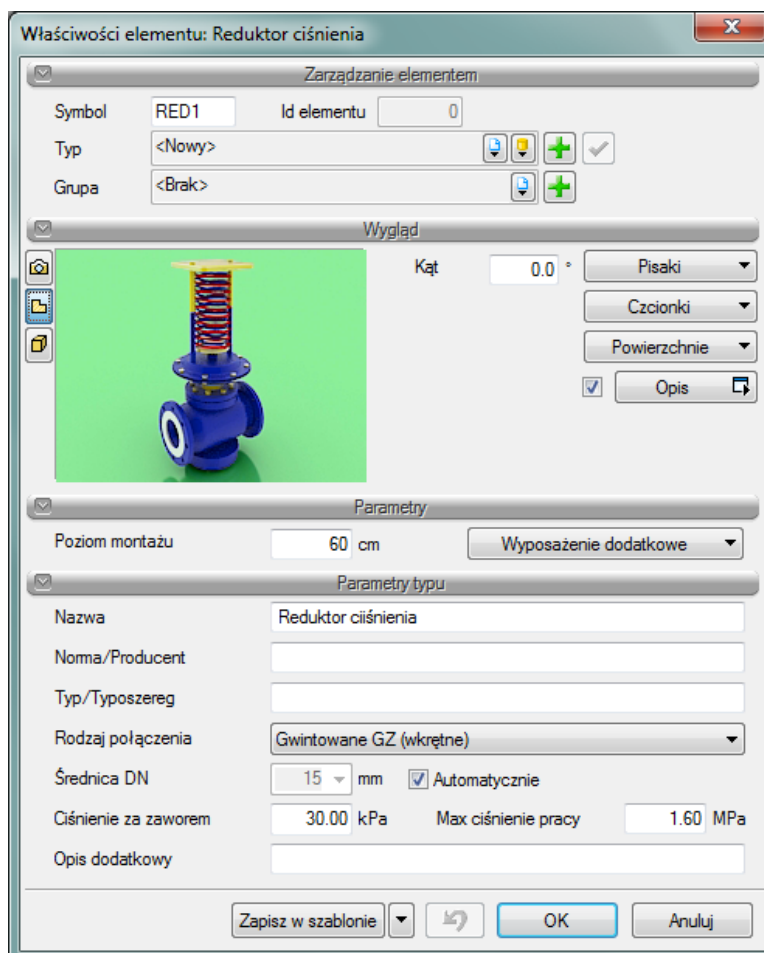 Właściwości elementu: Reduktor ciśnienia
Zarządzanie elementem
Symbol RED1 Id elementu 0
Typ <Nowy>
Grupa <Brak>
Wygląd
Kąt 0.0 ° Pisaki
Czcionki
Powierzchnie
Opis
Parametry
Poziom montażu 60 cm Wyposażenie dodatkowe
Parametry typu
Nazwa Reduktor ciiśnienia
Norma/Producent
Typ/Typoszereg
Rodzaj połączenia Gwintowane GZ (wkrętne)
Średnica DN 15 mm Automatycznie
Ciśnienie za zaworem 30.00 kPa Max ciśnienie pracy 1.60 MPa
Opis dodatkowy
Zapisz w szablonie OK Anuluj